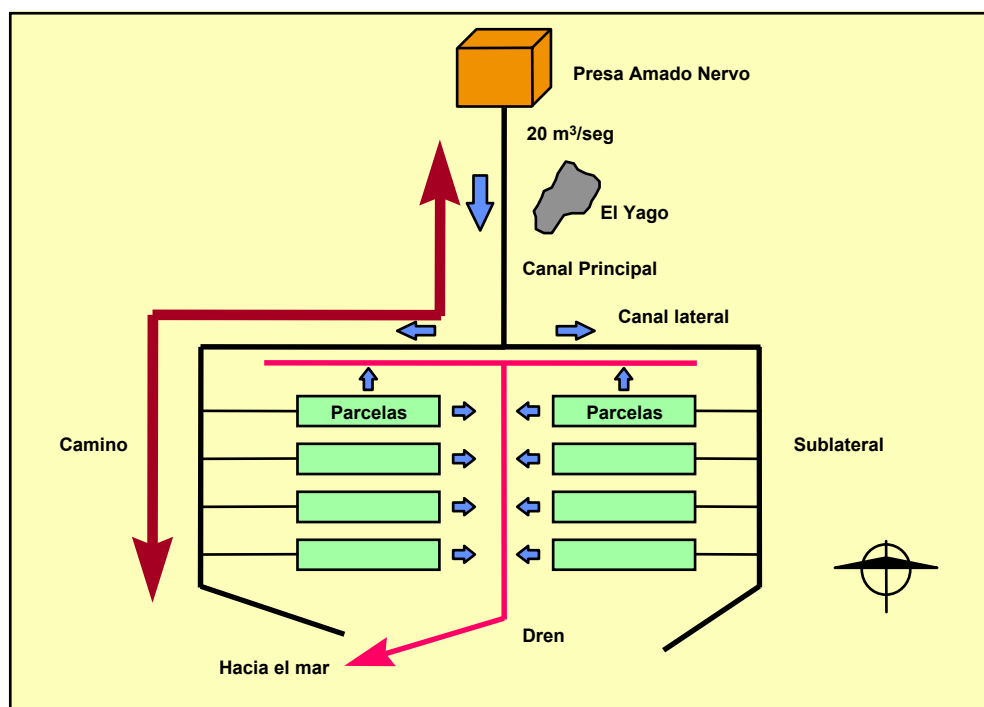 Presa Amado Nervo
20 m³/seg
El Yago
Canal Principal
Canal lateral
Parcelas
Parcelas
Camino
Sublateral
Dren
Hacia el mar